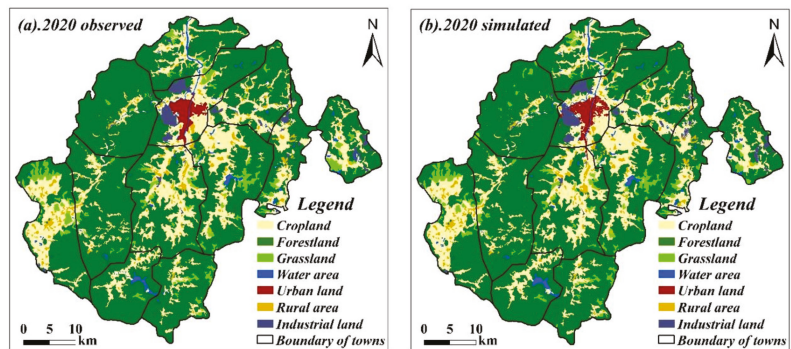 (a).2020 observed
N
Legend
Cropland
Forestland
Grassland
Water area
Urban land
Rural area
Industrial land
Boundary of towns
0 5 10
km
(b).2020 simulated
N
Legend
Cropland
Forestland
Grassland
Water area
Urban land
Rural area
Industrial land
Boundary of towns
0 5 10
km